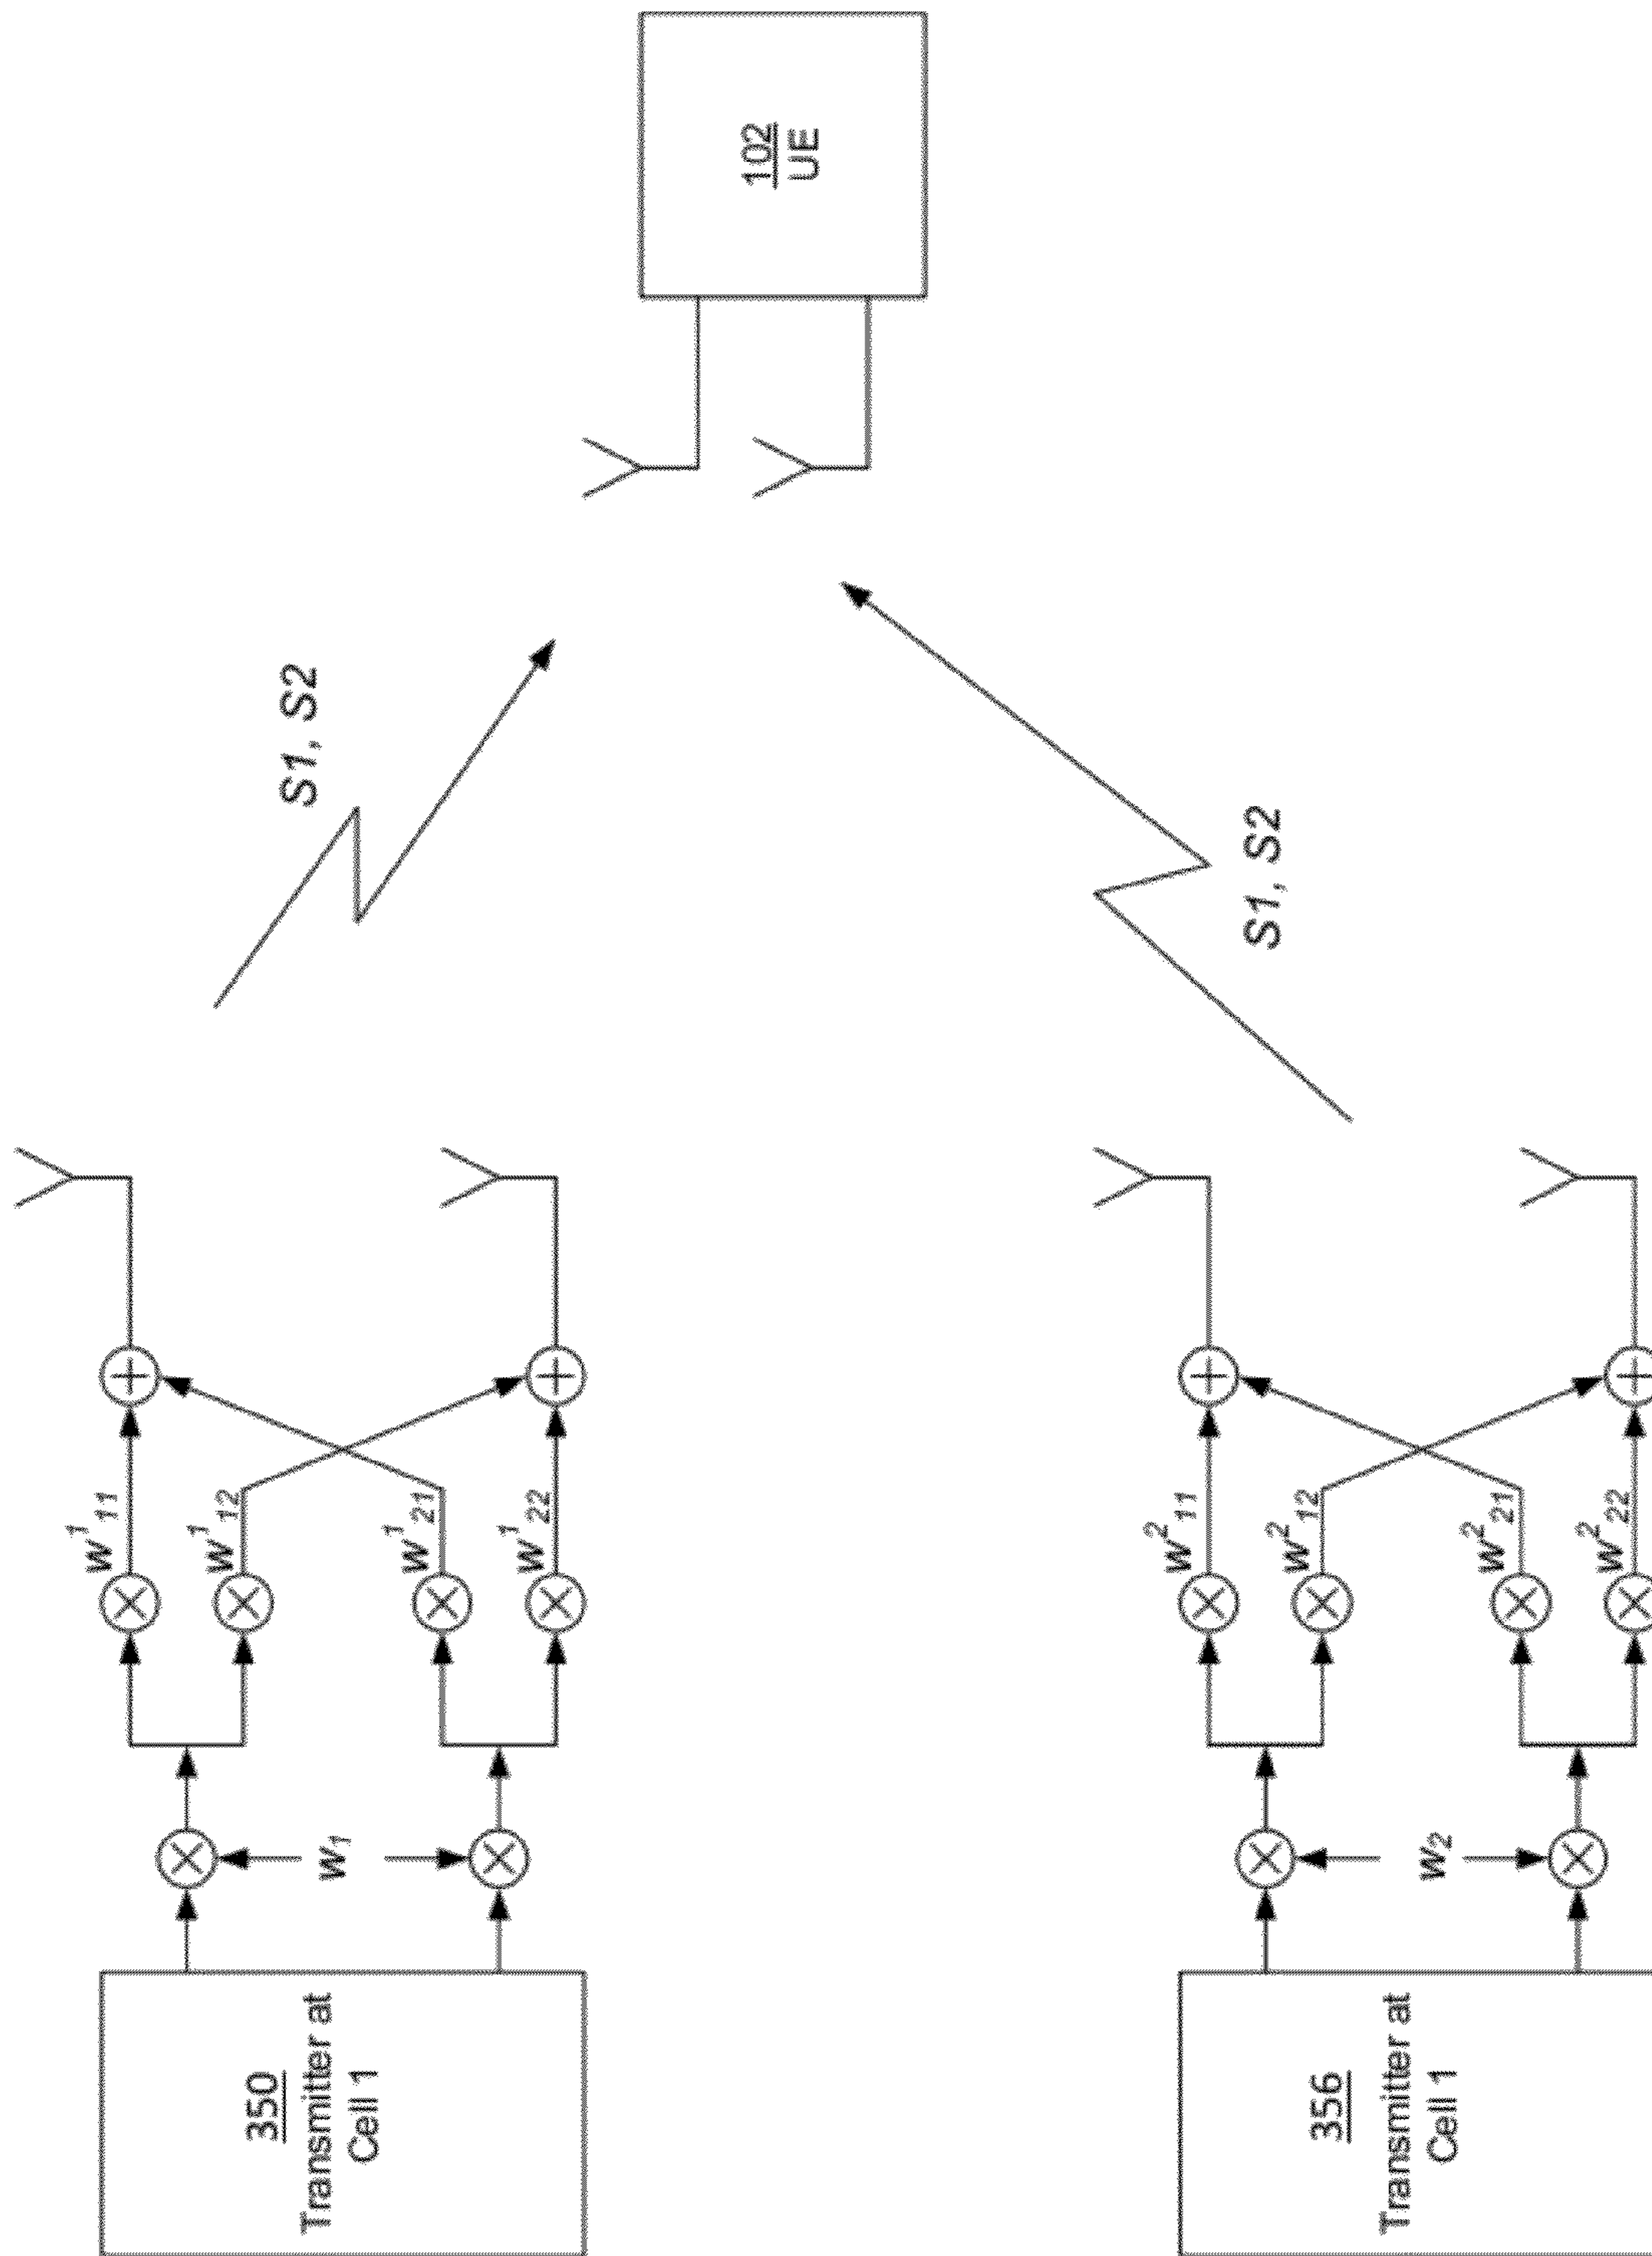 350
Transmitter at
Cell 1
w₁
w¹₁₁
w¹₁₂
w¹₂₁
w¹₂₂
S1, S2
102
UE
356
Transmitter at
Cell 1
w₂
w²₁₁
w²₁₂
w²₂₁
w²₂₂
S1, S2